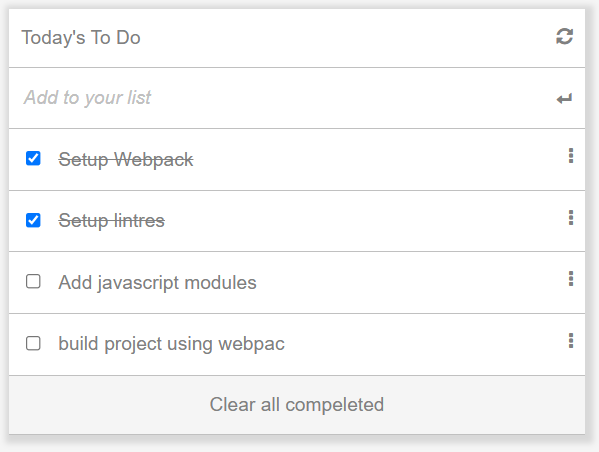 Today's To Do
Add to your list
Setup Webpack
Setup lintres
Add javascript modules
build project using webpac
Clear all compeleted